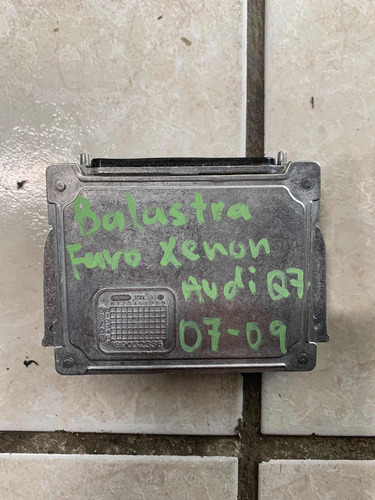 Balastra
Faro Xenon
Audi Q7
07-09